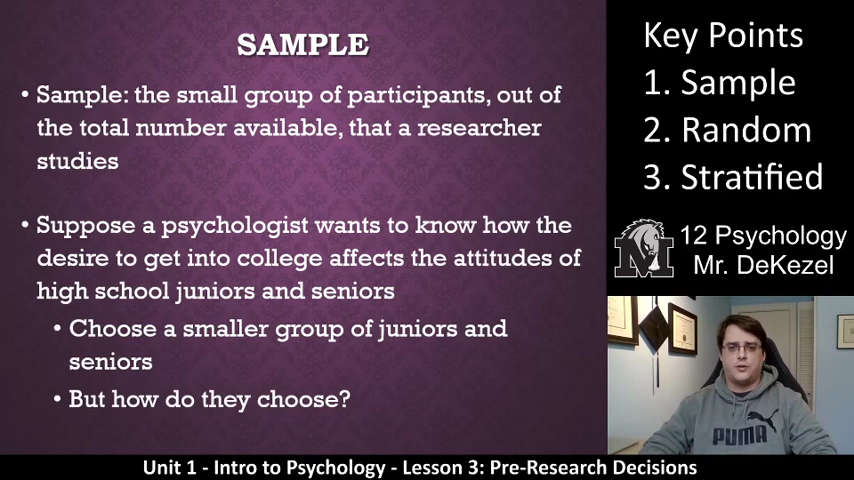 SAMPLE
• Sample: the small group of participants, out of
the total number available, that a researcher
studies
• Suppose a psychologist wants to know how the
desire to get into college affects the attitudes of
high school juniors and seniors
• Choose a smaller group of juniors and
seniors
• But how do they choose?
Key Points
1. Sample
2. Random
3. Stratified
M
12 Psychology
Mr. DeKezel
PUMA
Unit 1 - Intro to Psychology - Lesson 3: Pre-Research Decisions